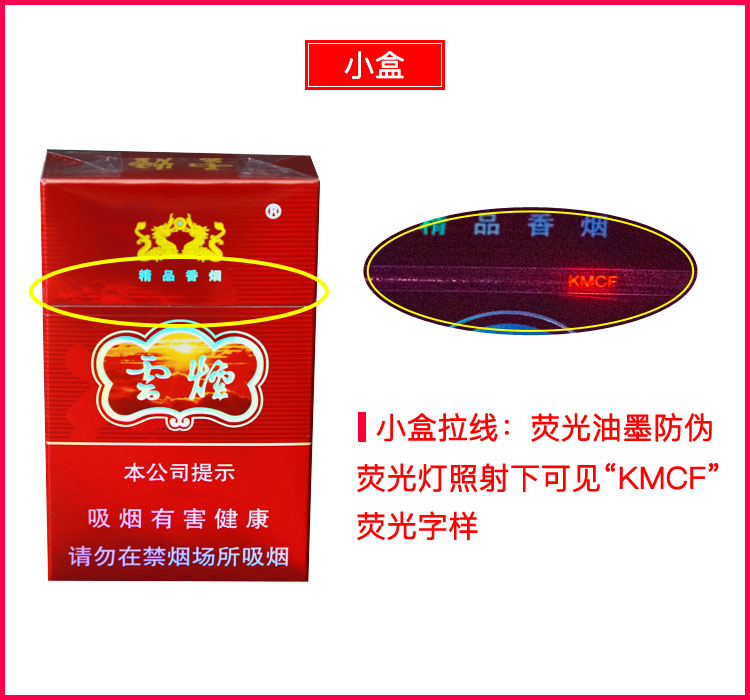 小盒
®
精品香烟
雲煙
本公司提示
吸烟有害健康
请勿在禁烟场所吸烟
精品香烟
KMCF
小盒拉线：荧光油墨防伪
荧光灯照射下可见“KMCF”
荧光字样